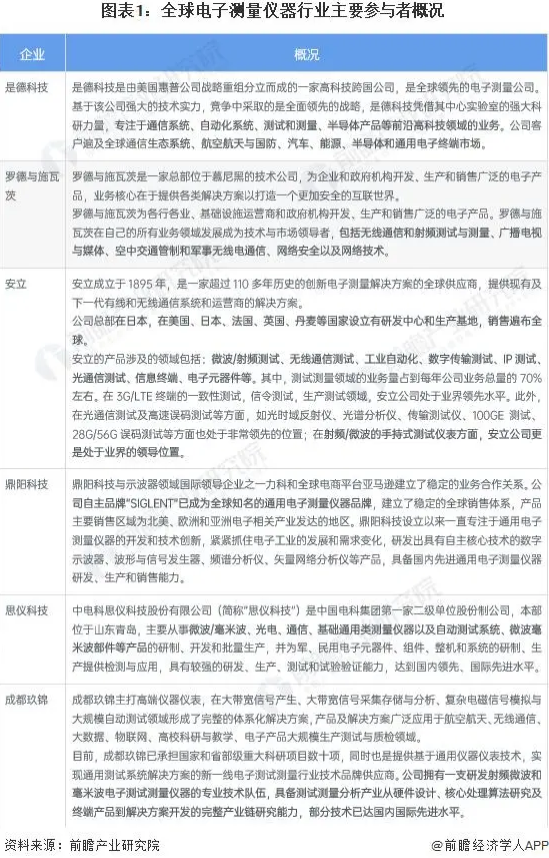 图表1：全球电子测量仪器行业主要参与者概况
企业
概况
是德科技
是德科技是由美国惠普公司战略重组分立而成的一家高科技跨国公司，是全球领先的电子测量公司。
基于该公司强大的技术实力，竞争中采取的是全面领先的战略，是德科技凭借其中心实验室的强大科
研力量，专注于通信系统、自动化系统、测试和测量、半导体产品等前沿高科技领域的业务。公司客
户遍及全球通信生态系统、航空航天与国防、汽车、能源、半导体和通用电子终端市场。
罗德与施瓦
茨
罗德与施瓦茨是一家总部位于慕尼黑的技术公司，为企业和政府机构开发、生产和销售广泛的电子产
品，业务核心在于提供各类解决方案以打造一个更加安全的互联世界。
罗德与施瓦茨为各行各业、基础设施运营商和政府机构开发、生产和销售广泛的电子产品。罗德与施
瓦茨在自己的所有业务领域发展成为技术与市场领导者，包括无线通信和射频测试与测量、广播电视
与媒体、空中交通管制和军事无线电通信、网络安全以及网络技术。
安立
安立成立于1895年，是一家超过110多年历史的创新电子测量解决方案的全球供应商，提供现有及
下一代有线和无线通信系统和运营商的解决方案。
公司总部在日本，在美国、日本、法国、英国、丹麦等国家设立有研发中心和生产基地，销售遍布全
球。
安立的产品涉及的领域包括：微波/射频测试、无线通信测试、工业自动化、数字传输测试、IP测试、
光通信测试、信息终端、电子元器件等。其中，测试测量领域的业务量占到每年公司业务总量的70%
左右。在3G/LTE终端的一致性测试，信令测试，生产测试领域，安立公司处于业界领先水平。此外，
在光通信测试及高速误码测试等方面，如光时域反射仪、光谱分析仪、传输测试仪、100GE测试、
28G/56G误码测试等方面也处于非常领先的位置；在射频/微波的手持式测试仪表方面，安立公司更
是处于业界的领导位置。
鼎阳科技
鼎阳科技与示波器领域国际领导企业之一力科和全球电商平台亚马逊建立了稳定的业务合作关系。公
司自主品牌“SIGLENT”已成为全球知名的通用电子测量仪器品牌，建立了稳定的全球销售体系，产品
主要销售区域为北美、欧洲和亚洲电子相关产业发达的地区。鼎阳科技设立以来一直专注于通用电子
测量仪器的开发和技术创新，紧紧抓住电子工业的发展和需求变化，研发出具有自主核心技术的数字
示波器、波形与信号发生器、频谱分析仪、矢量网络分析仪等产品，具备国内先进通用电子测量仪器
研发、生产和销售能力。
思仪科技
中电科思仪科技股份有限公司（简称“思仪科技”）是中国电科集团第一家二级单位股份制公司，本部
位于山东青岛，主要从事微波/毫米波、光电、通信、基础通用类测量仪器以及自动测试系统、微波毫
米波部件等产品的研制、开发和批量生产，并为军、民用电子元器件、组件、整机和系统的研制、生
产提供检测与应用，具有较强的研发、生产、测试和试验验证能力，达到国内领先、国际先进水平。
成都玖锦
成都玖锦主打高端仪器仪表，在大带宽信号产生、大带宽信号采集存储与分析、复杂电磁信号模拟与
大规模自动测试领域形成了完整的体系化解决方案，产品及解决方案广泛应用于航空航天、无线通信、
大数据、物联网、高校科研与教学、电子产品大规模生产测试与质检领域。
目前，成都玖锦已承担国家和省部级重大科研项目数十项，同时也是提供基于通用仪器仪表技术，实
现通用测试系统解决方案的新一线电子测试测量行业技术品牌供应商。公司拥有一支研发射频微波和
毫米波电子测试测量仪器的专业技术队伍，具备测试测量分析产业从硬件设计、核心处理算法研究及
终端产品到解决方案开发的完整产业链研究能力，部分技术已达国内国际先进水平。
资料来源：前瞻产业研究院
@前瞻经济学人APP